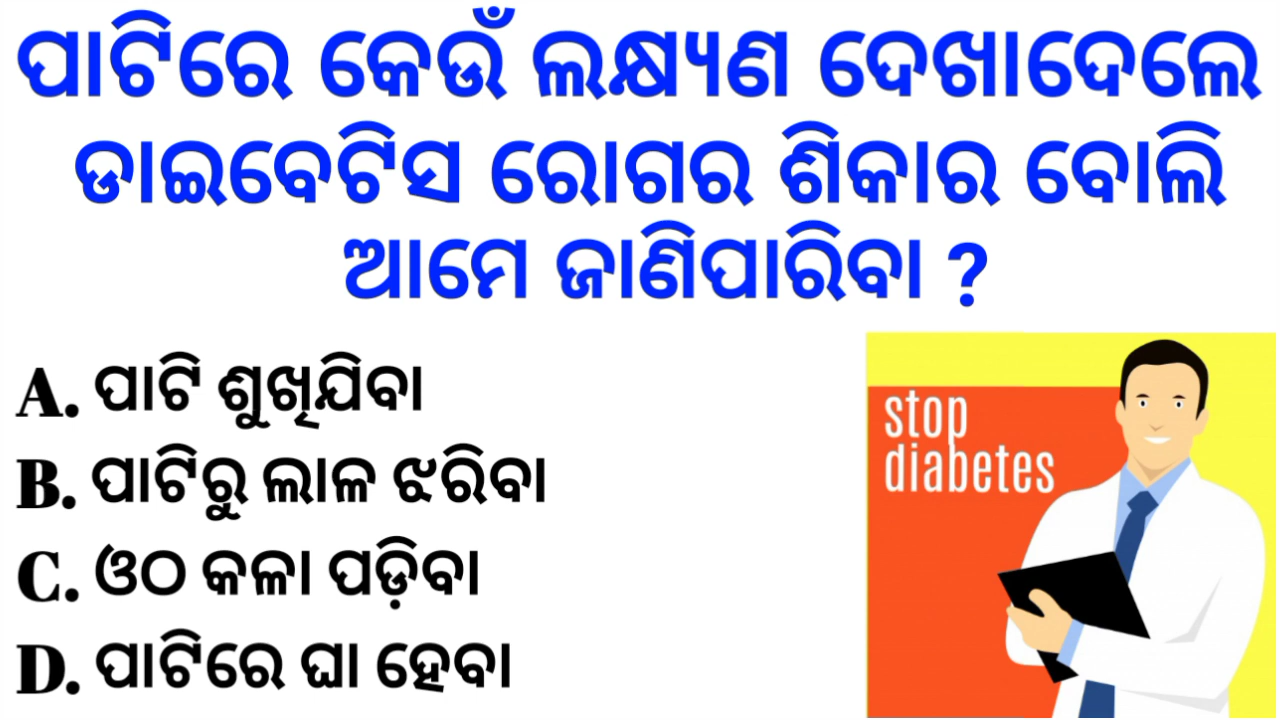 ପାଟିରେ କେଉଁ ଲକ୍ଷ୍ୟଣ ଦେଖାଦେଲେ
ଡାଇବେଟିସ ରୋଗର ଶିକାର ବୋଲି
ଆମେ ଜାଣିପାରିବା ?
A. ପାଟି ଶୁଖିଯିବା
B. ପାଟିରୁ ଲାଳ ଝରିବା
C. ଓଠ କଳା ପଡ଼ିବା
D. ପାଟିରେ ଘା ହେବା
stop
diabetes